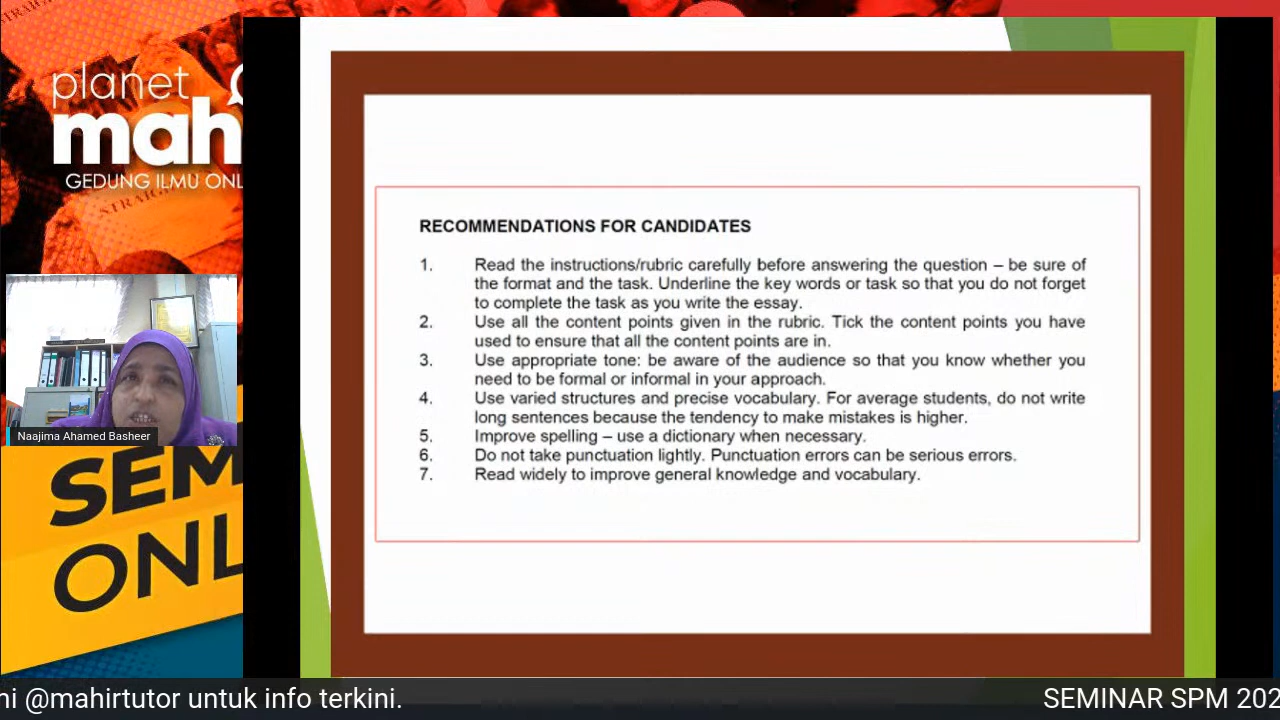 planet
mah
GEDUNG ILMU ONL
RECOMMENDATIONS FOR CANDIDATES
1. Read the instructions/rubric carefully before answering the question – be sure of
the format and the task. Underline the key words or task so that you do not forget
to complete the task as you write the essay.
2. Use all the content points given in the rubric. Tick the content points you have
used to ensure that all the content points are in.
3. Use appropriate tone: be aware of the audience so that you know whether you
need to be formal or informal in your approach.
4. Use varied structures and precise vocabulary. For average students, do not write
long sentences because the tendency to make mistakes is higher.
5. Improve spelling – use a dictionary when necessary.
6. Do not take punctuation lightly. Punctuation errors can be serious errors.
7. Read widely to improve general knowledge and vocabulary.
Naajima Ahamed Basheer
SEM
ONL
ni @mahirtutor untuk info terkini.
SEMINAR SPM 202